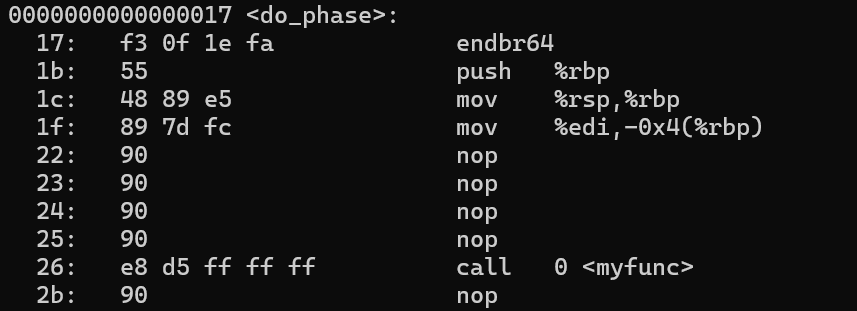 0000000000000017 <do_phase>:
17: f3 0f 1e fa endbr64
1b: 55 push %rbp
1c: 48 89 e5 mov %rsp,%rbp
1f: 89 7d fc mov %edi,-0x4(%rbp)
22: 90 nop
23: 90 nop
24: 90 nop
25: 90 nop
26: e8 d5 ff ff ff call 0 <myfunc>
2b: 90 nop